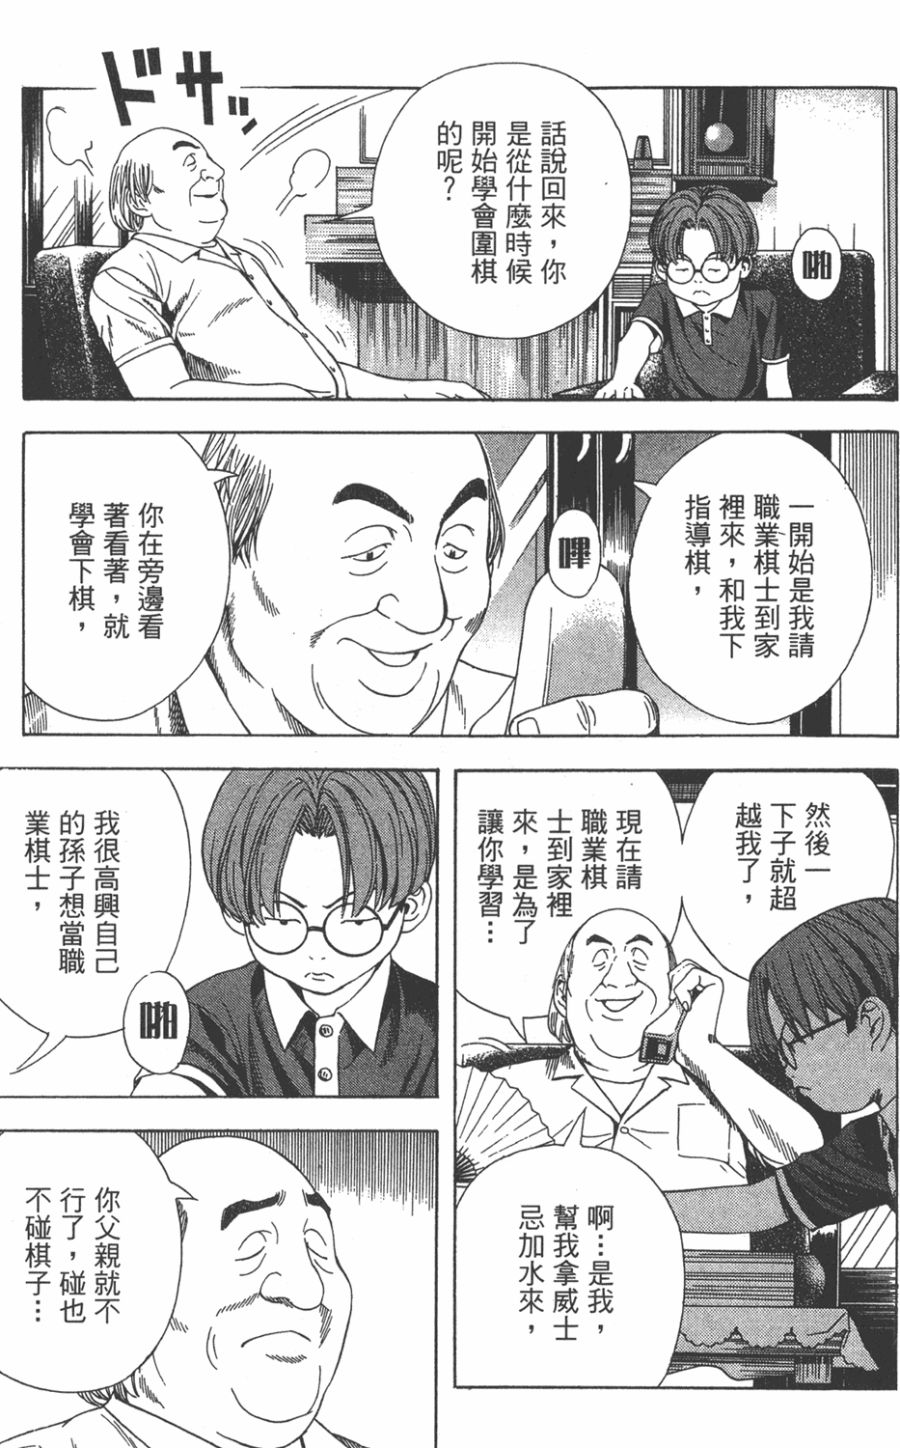 ドサッ
話說回來，你
是從什麼時候
開始學會圍棋
的呢？
啪
一開始是我請
職業棋士到家
裡來，和我下
指導棋，
嗶
你在旁邊看
著看著，就
學會下棋，
然後一
下子就超
越我了，
現在請
職業棋
士到家裡
來，是為了
讓你學習…
啊…是我，
幫我拿威士
忌加水來，
我很高興自己
的孫子想當職
業棋士，
啪
你父親就不
行了，碰也
不碰棋子…